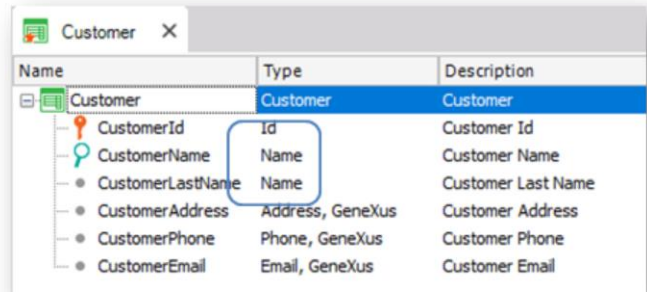 Customer
Name Type Description
Customer Customer Customer
CustomerId Id Customer Id
CustomerName Name Customer Name
CustomerLastName Name Customer Last Name
CustomerAddress Address, GeneXus Customer Address
CustomerPhone Phone, GeneXus Customer Phone
CustomerEmail Email, GeneXus Customer Email